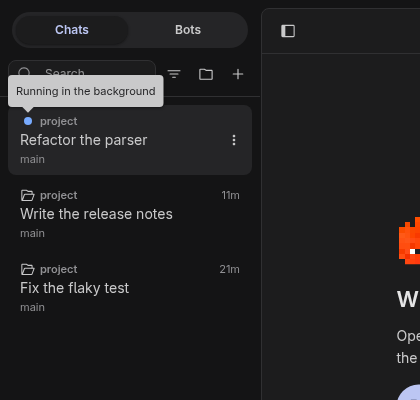 Chats
Bots
Search
Running in the background
project
Refactor the parser
main
project 11m
Write the release notes
main
project 21m
Fix the flaky test
main
W
Ope
the